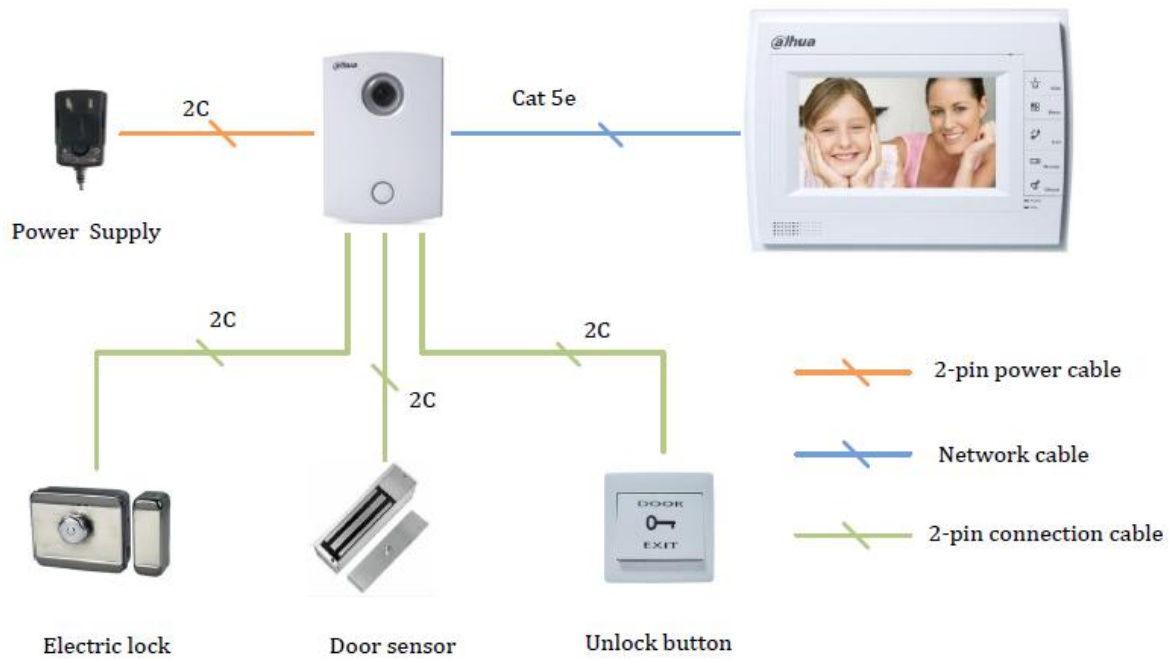 alhua
alhua
2C
Cat 5e
Power Supply
2C
2C
2C
2-pin power cable
Network cable
2-pin connection cable
DOOR
EXIT
Electric lock
Door sensor
Unlock button